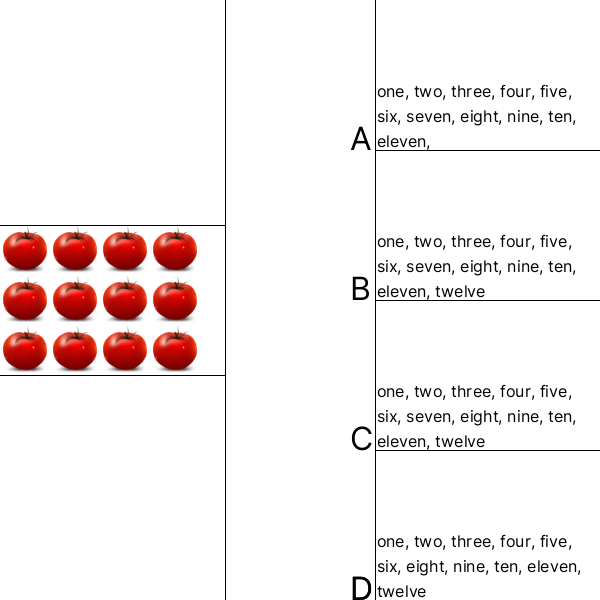 one, two, three, four, five,
six, seven, eight, nine, ten,
A
eleven,
one, two, three, four, five,
six, seven, eight, nine, ten,
B
eleven, twelve
one, two, three, four, five,
six, seven, eight, nine, ten,
C
eleven, twelve
one, two, three, four, five,
six, eight, nine, ten, eleven,
D
twelve